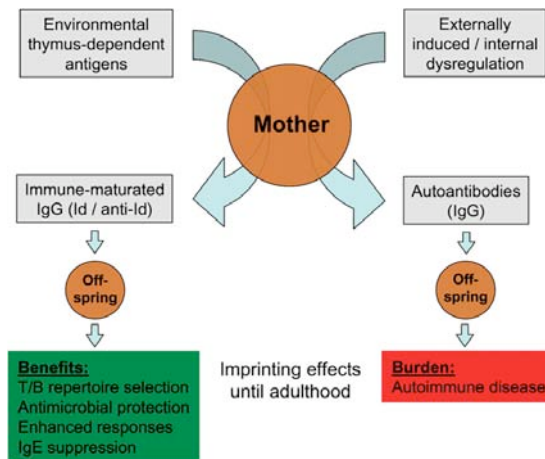 Environmental
thymus-dependent
antigens
Externally
induced / internal
dysregulation
Mother
Immune-maturated
IgG (Id / anti-Id)
Autoantibodies
(IgG)
Off-
spring
Off-
spring
Benefits:
T/B repertoire selection
Antimicrobial protection
Enhanced responses
IgE suppression
Imprinting effects
until adulthood
Burden:
Autoimmune disease